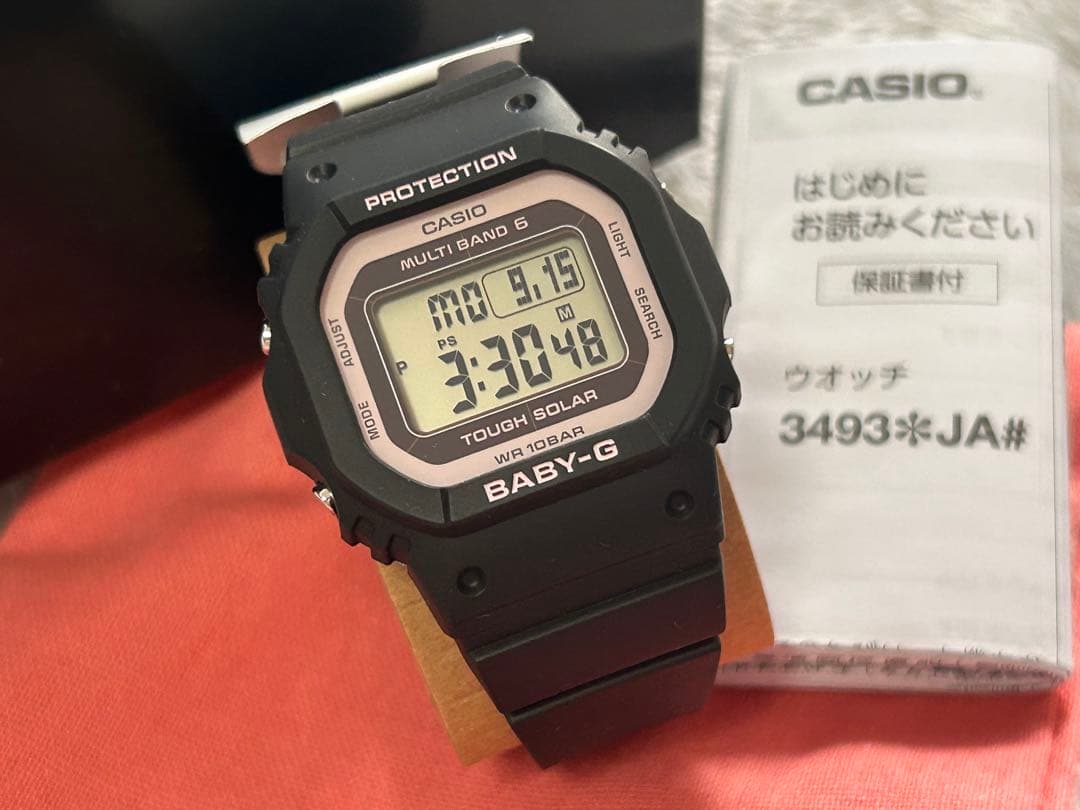 PROTECTION
CASIO
MULTI BAND 6
LIGHT
SEARCH
ADJUST
MODE
MO 9.15
PS M
P 3:30 48
TOUGH SOLAR
WR 10BAR
BABY-G
CASIO
はじめに
お読みください
保証書付
ウオッチ
3493＊JA#